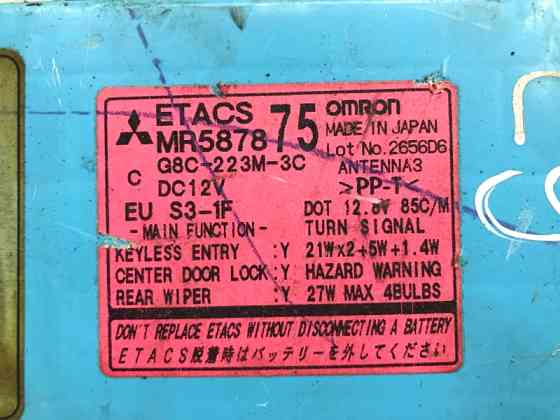 ETACS 75 omron
MR5878 MADE IN JAPAN
Lot No. 2656D6
C G8C-223M-3C ANTENNA3
DC12V >PP-T<
EU S3-1F DOT 12.8V 85C/M
- MAIN FUNCTION - TURN SIGNAL
KEYLESS ENTRY :Y 21W×2+5W+1.4W
CENTER DOOR LOCK :Y HAZARD WARNING
REAR WIPER :Y 27W MAX 4BULBS
DON'T REPLACE ETACS WITHOUT DISCONNECTING A BATTERY
ETACS脱着時はバッテリーを外してください